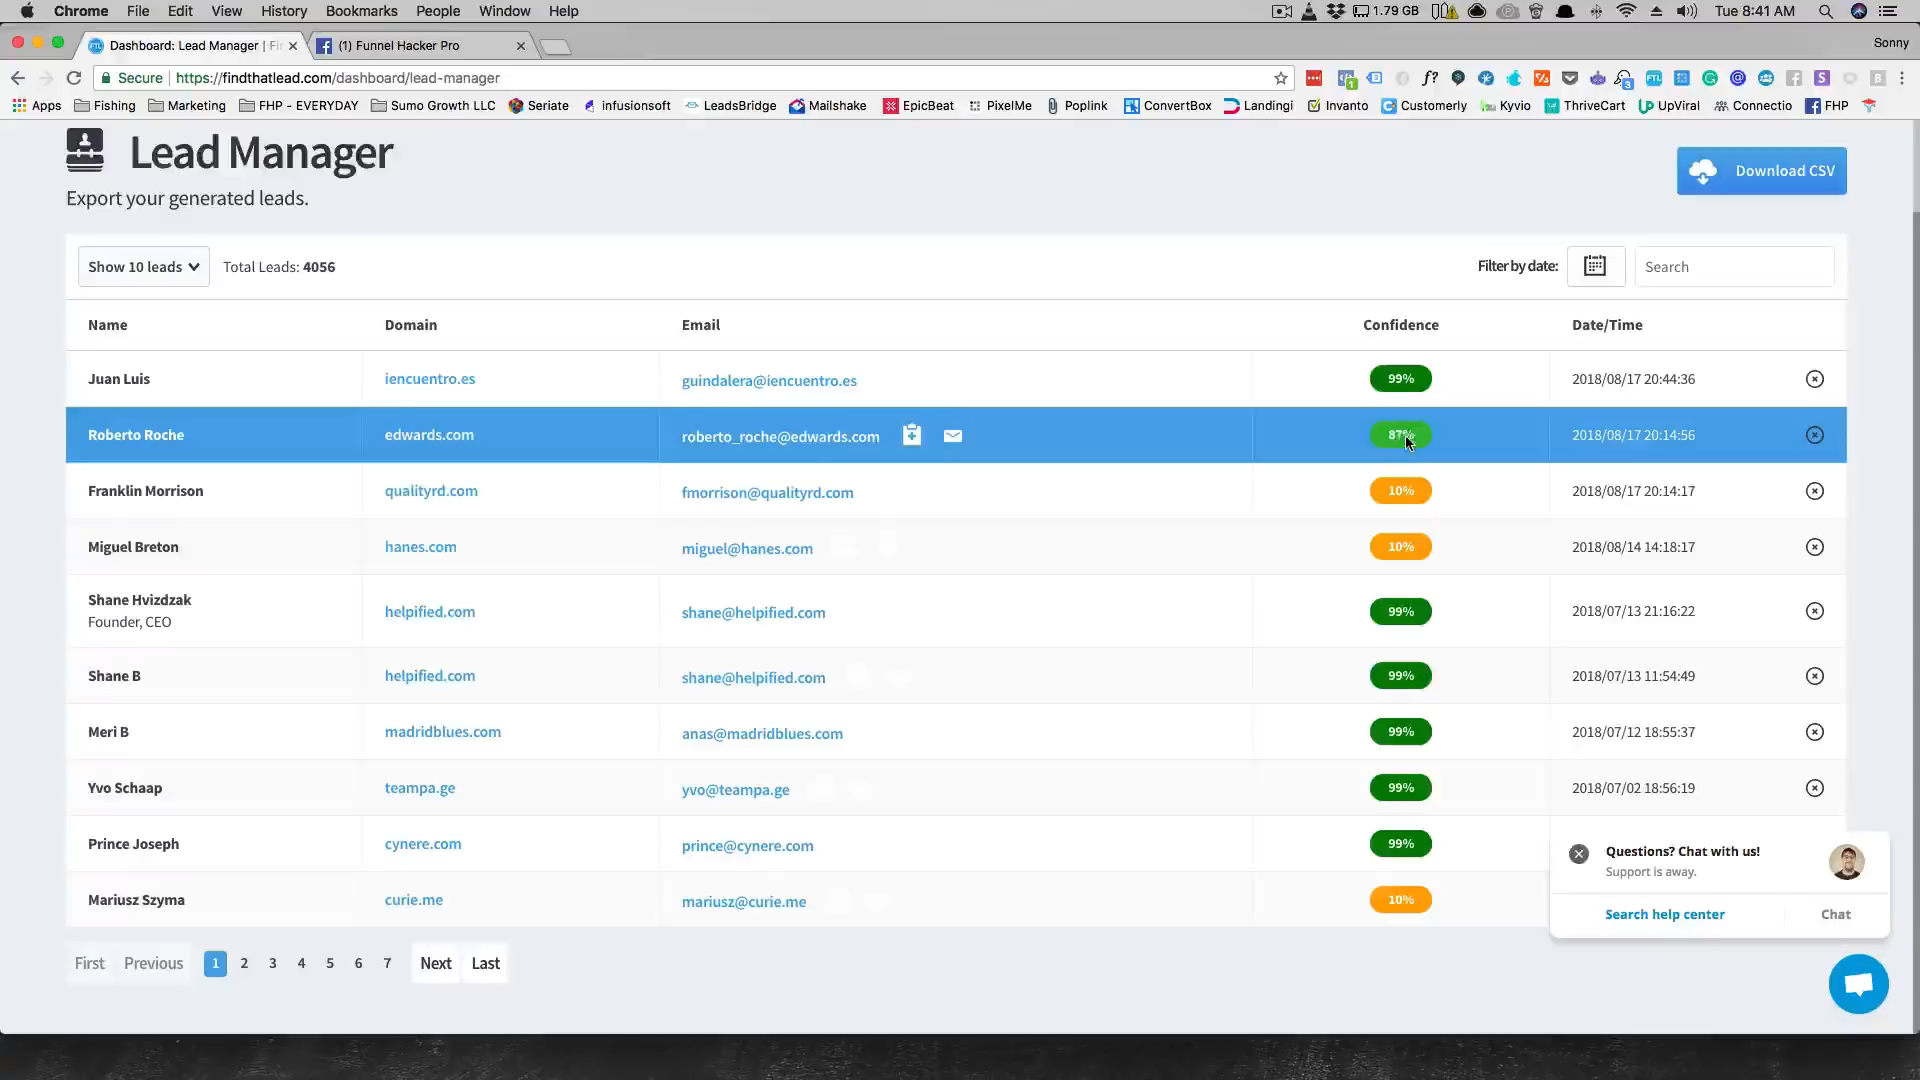 Chrome File Edit View History Bookmarks People Window Help 1.79 GB Tue 8:41 AM
Dashboard: Lead Manager | Fi (1) Funnel Hacker Pro Sonny
Secure https://findthatlead.com/dashboard/lead-manager
Apps Fishing Marketing FHP - EVERYDAY Sumo Growth LLC Seriate infusionsoft LeadsBridge Mailshake EpicBeat PixelMe Poplink ConvertBox Landingi Invanto Customerly Kyvio ThriveCart UpViral Connectio FHP
Lead Manager
Export your generated leads.
Download CSV
Show 10 leads Total Leads: 4056 Filter by date: Search
Name Domain Email Confidence Date/Time
Juan Luis iencuentro.es guindalera@iencuentro.es 99% 2018/08/17 20:44:36
Roberto Roche edwards.com roberto_roche@edwards.com 87% 2018/08/17 20:14:56
Franklin Morrison qualityrd.com fmorrison@qualityrd.com 10% 2018/08/17 20:14:17
Miguel Breton hanes.com miguel@hanes.com 10% 2018/08/14 14:18:17
Shane Hvizdzak
Founder, CEO helpified.com shane@helpified.com 99% 2018/07/13 21:16:22
Shane B helpified.com shane@helpified.com 99% 2018/07/13 11:54:49
Meri B madridblues.com anas@madridblues.com 99% 2018/07/12 18:55:37
Yvo Schaap teampa.ge yvo@teampa.ge 99% 2018/07/02 18:56:19
Prince Joseph cynere.com prince@cynere.com 99%
Mariusz Szyma curie.me mariusz@curie.me 10%
Questions? Chat with us!
Support is away.
Search help center Chat
First Previous 1 2 3 4 5 6 7 Next Last